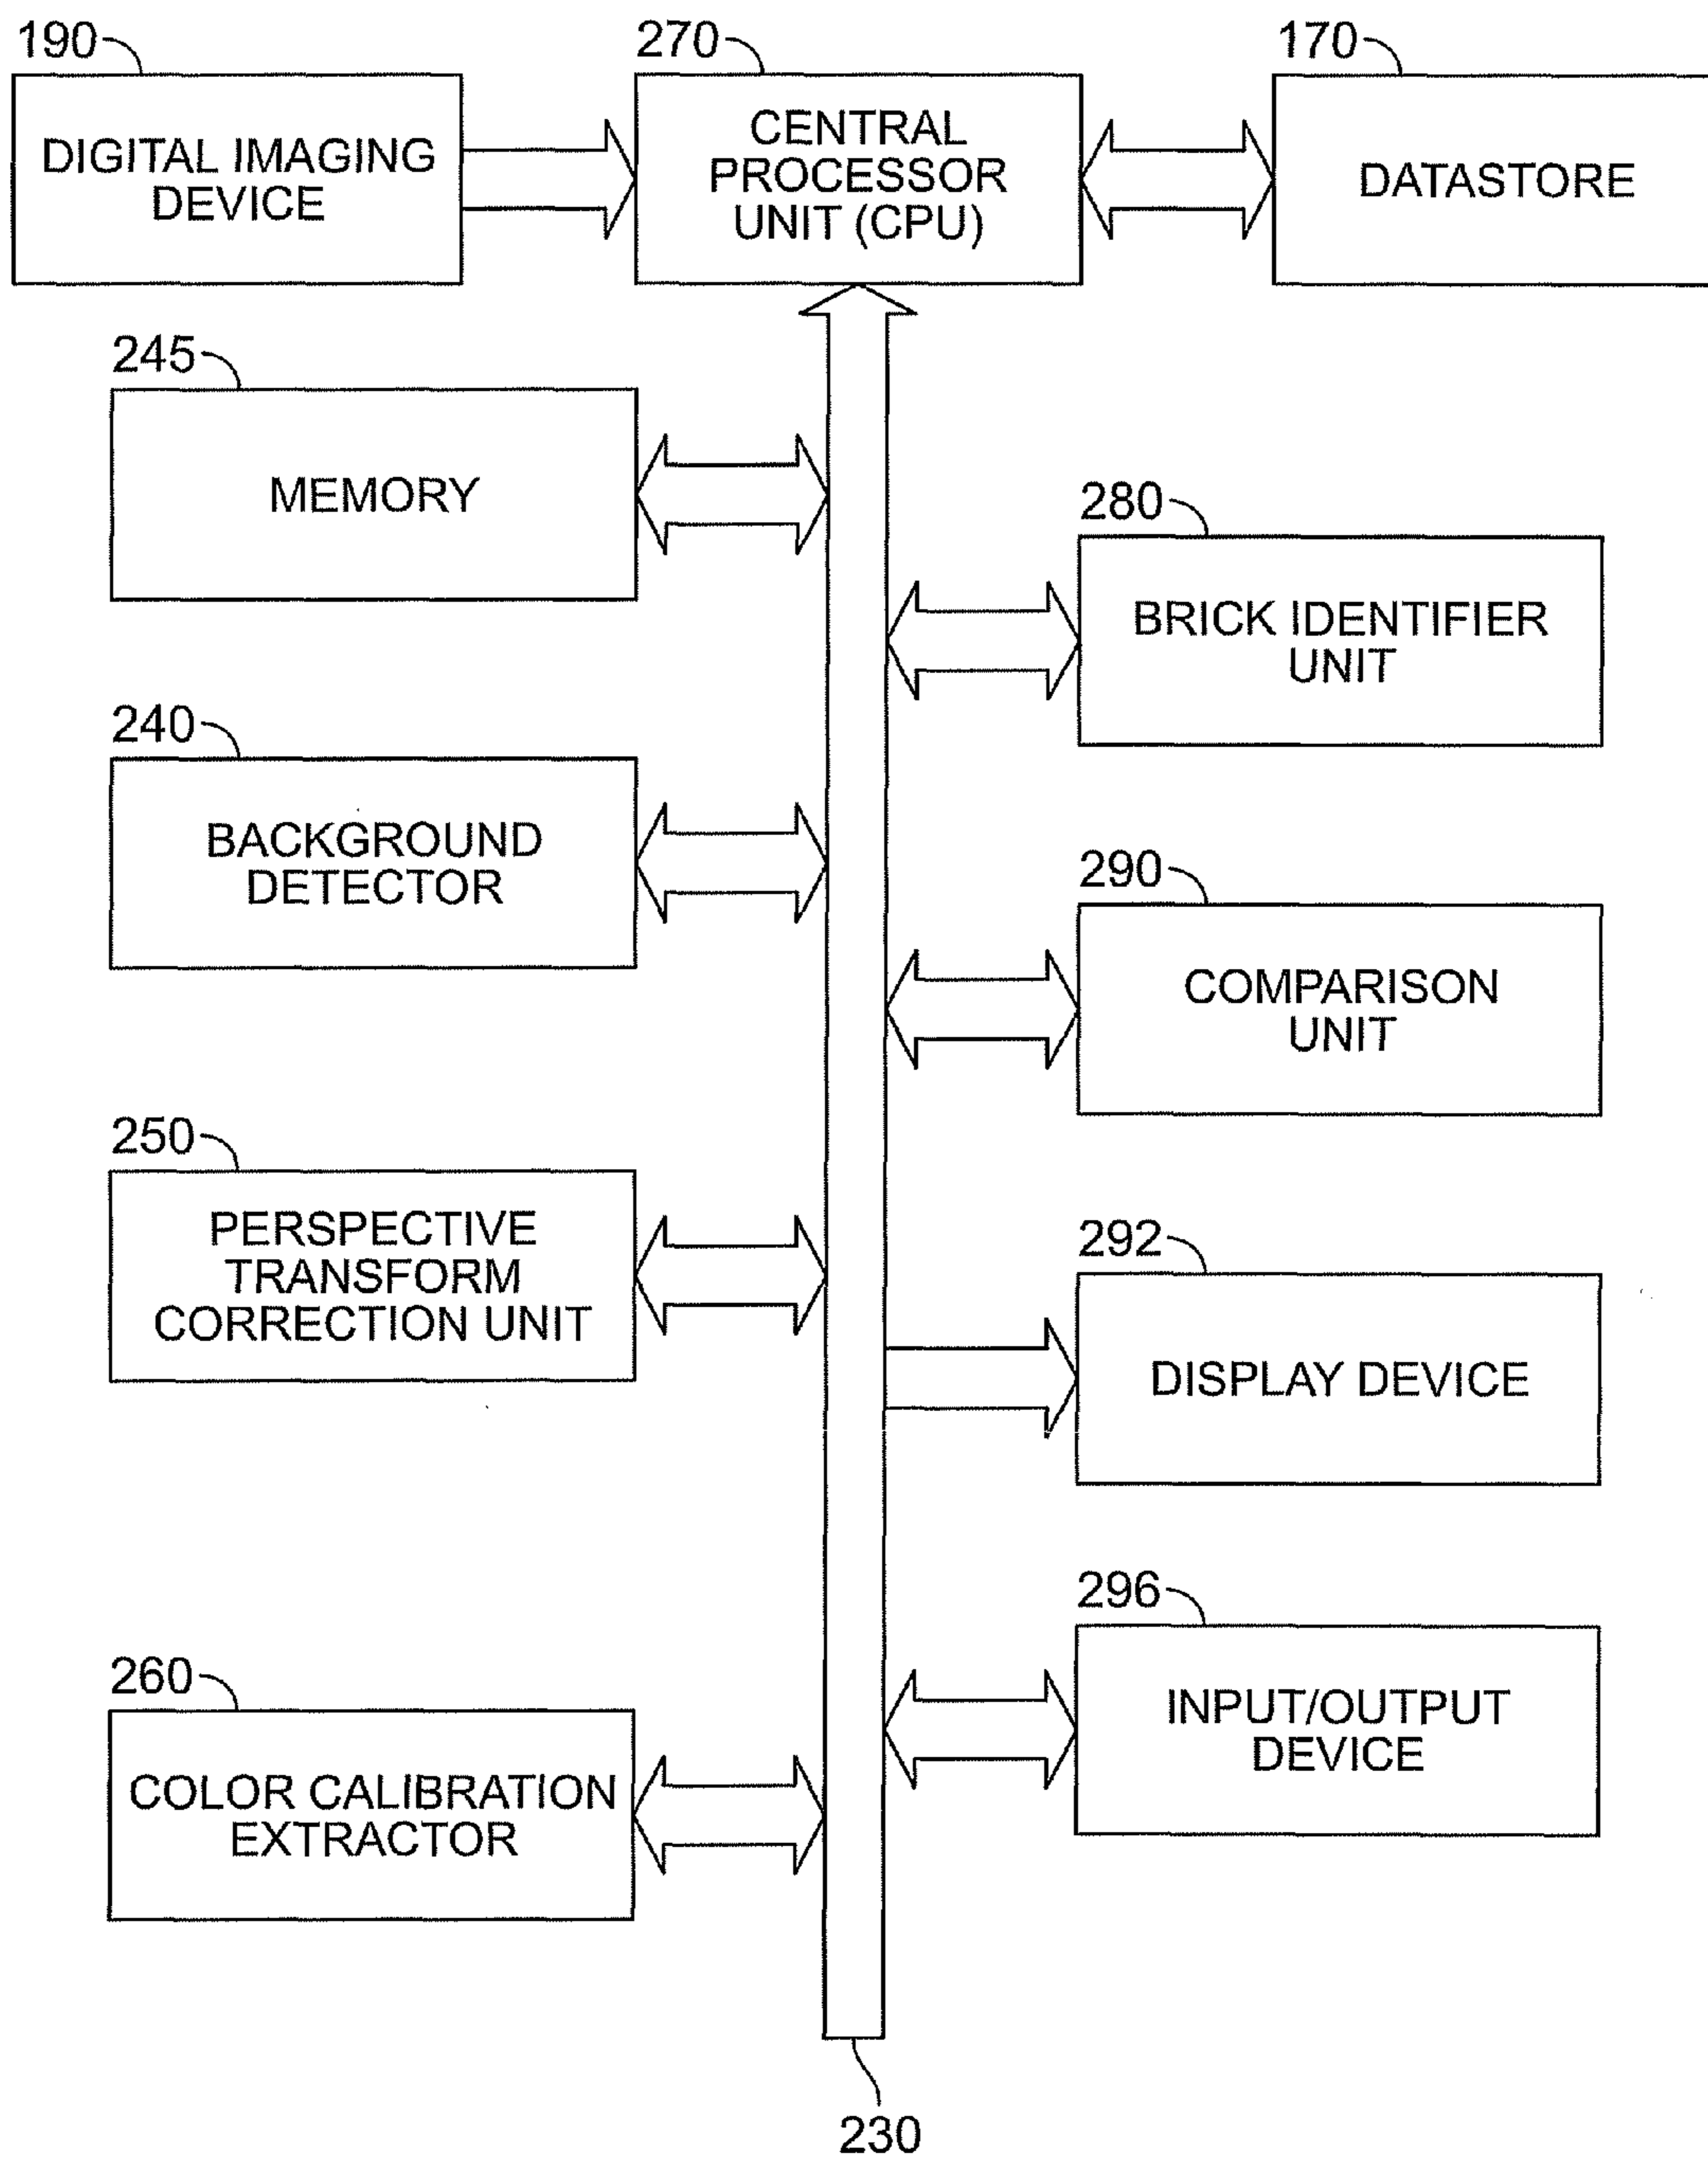 190
270
170
DIGITAL IMAGING
DEVICE
CENTRAL
PROCESSOR
UNIT (CPU)
DATASTORE
245
MEMORY
280
BRICK IDENTIFIER
UNIT
240
BACKGROUND
DETECTOR
290
COMPARISON
UNIT
250
PERSPECTIVE
TRANSFORM
CORRECTION UNIT
292
DISPLAY DEVICE
296
INPUT/OUTPUT
DEVICE
260
COLOR CALIBRATION
EXTRACTOR
230